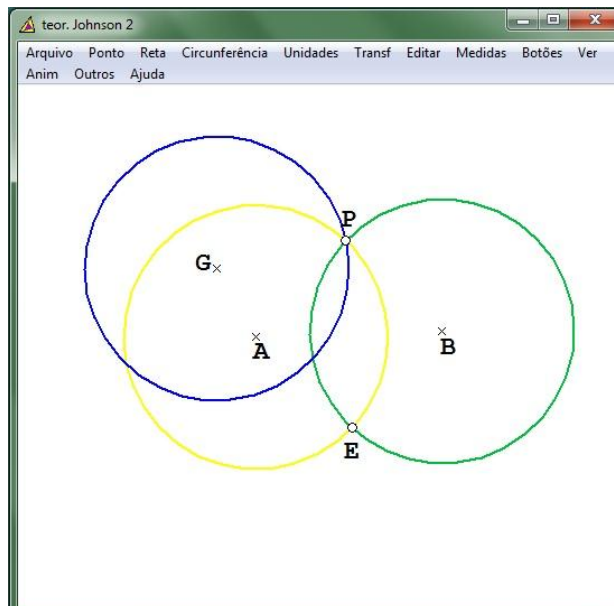 teor. Johnson 2
Arquivo Ponto Reta Circunferência Unidades Transf Editar Medidas Botões Ver
Anim Outros Ajuda
P
G
A
B
E